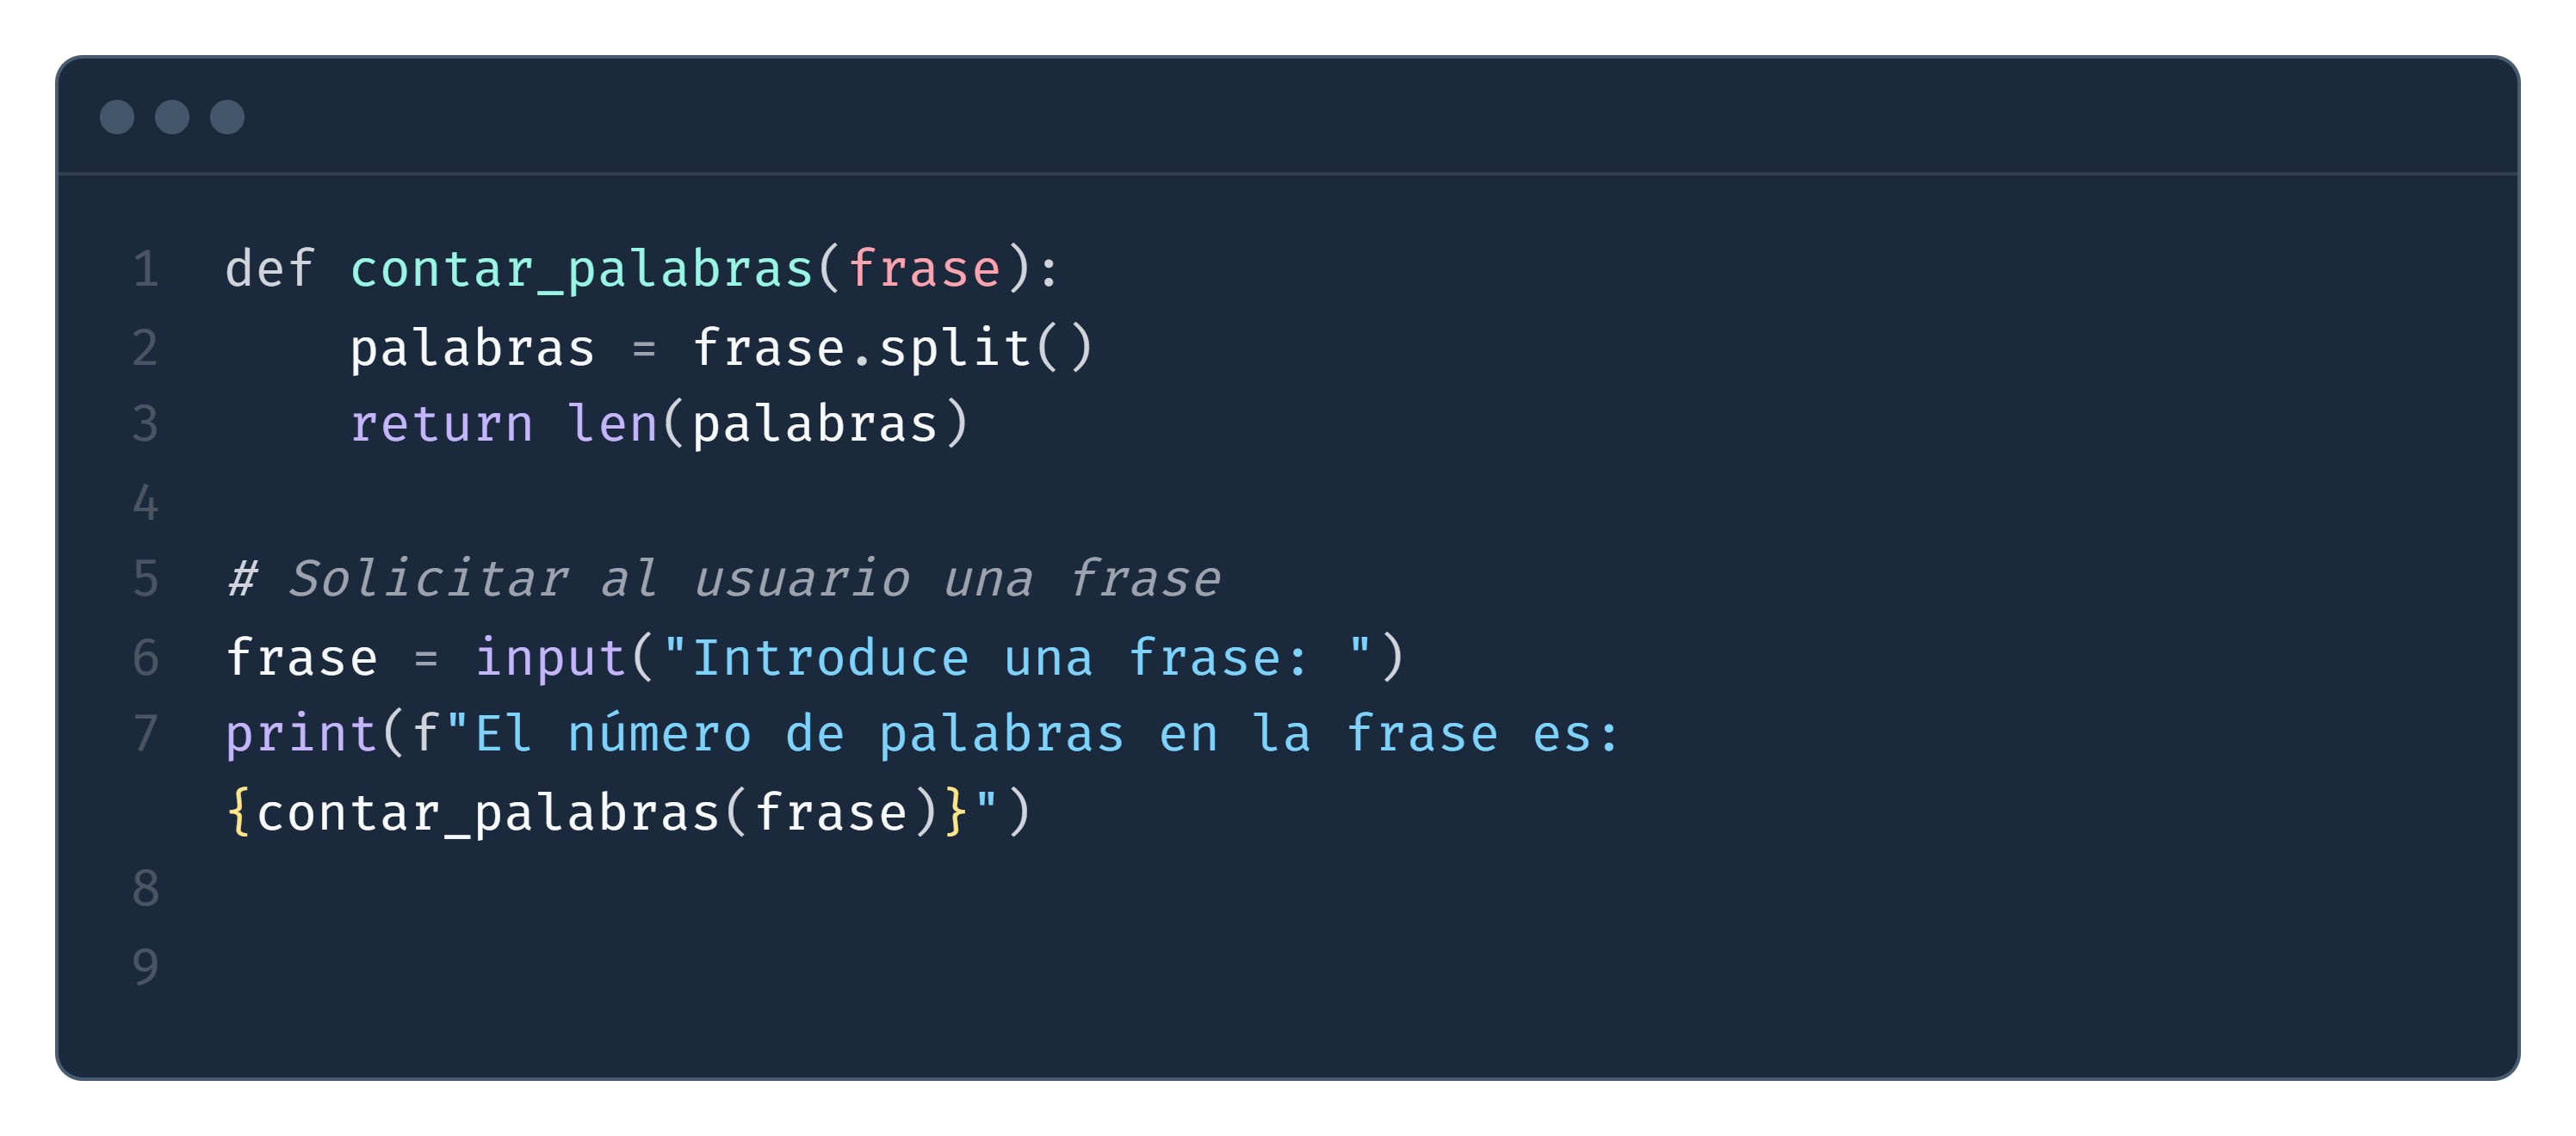 1 def contar_palabras(frase):
2     palabras = frase.split()
3     return len(palabras)
4
5 # Solicitar al usuario una frase
6 frase = input("Introduce una frase: ")
7 print(f"El número de palabras en la frase es:
{contar_palabras(frase)}")
8
9